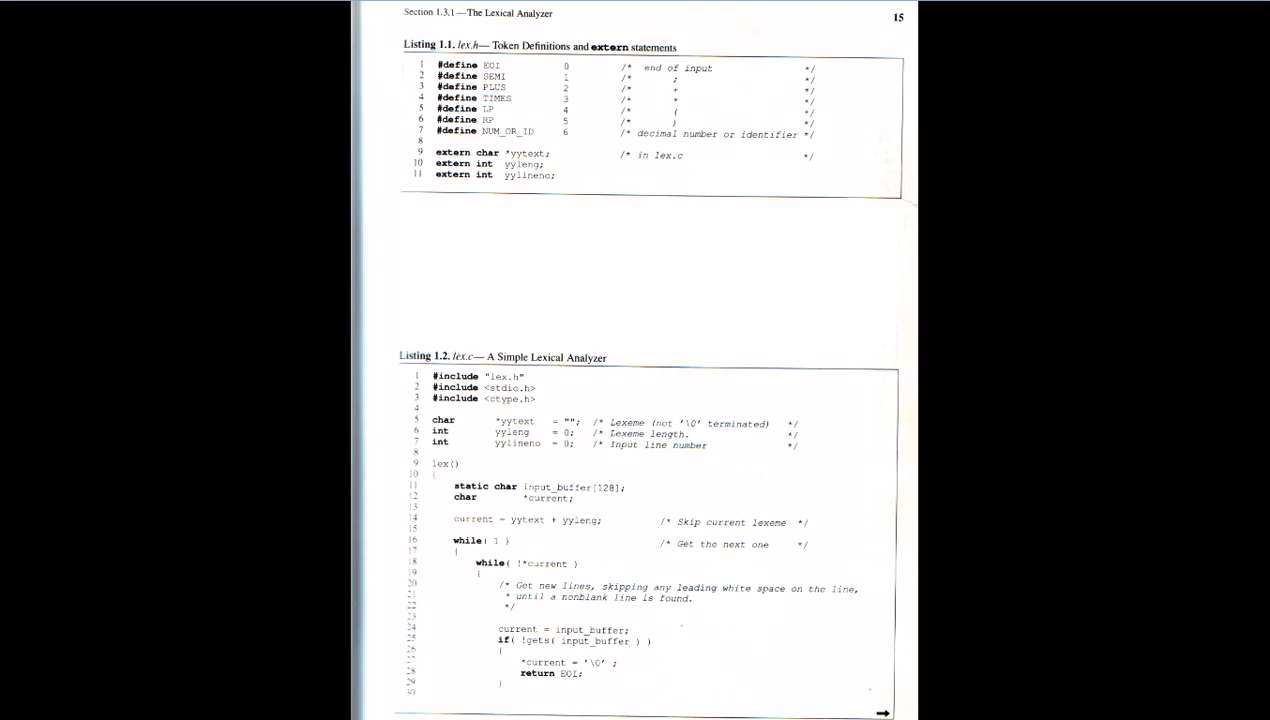 Section 1.3.1—The Lexical Analyzer 15
Listing 1.1. lex.h— Token Definitions and extern statements
1 #define EOI 0 /* end of input */
2 #define SEMI 1 /* ; */
3 #define PLUS 2 /* + */
4 #define TIMES 3 /* * */
5 #define LP 4 /* ( */
6 #define RP 5 /* ) */
7 #define NUM_OR_ID 6 /* decimal number or identifier */
8
9 extern char *yytext; /* in lex.c */
10 extern int yyleng;
11 extern int yylineno;
Listing 1.2. lex.c— A Simple Lexical Analyzer
1 #include "lex.h"
2 #include <stdio.h>
3 #include <ctype.h>
4
5 char *yytext = ""; /* Lexeme (not '\0' terminated) */
6 int yyleng = 0; /* Lexeme length. */
7 int yylineno = 0; /* Input line number */
8
9 lex()
10 {
11 static char input_buffer[128];
12 char *current;
13
14 current = yytext + yyleng; /* Skip current lexeme */
15
16 while( 1 ) /* Get the next one */
17 {
18 while( !*current )
19 {
20 /* Get new lines, skipping any leading white space on the line,
21 * until a nonblank line is found.
22 */
23
24 current = input_buffer;
25 if( !gets( input_buffer ) )
26 {
27 *current = '\0' ;
28 return EOI;
29 }
30